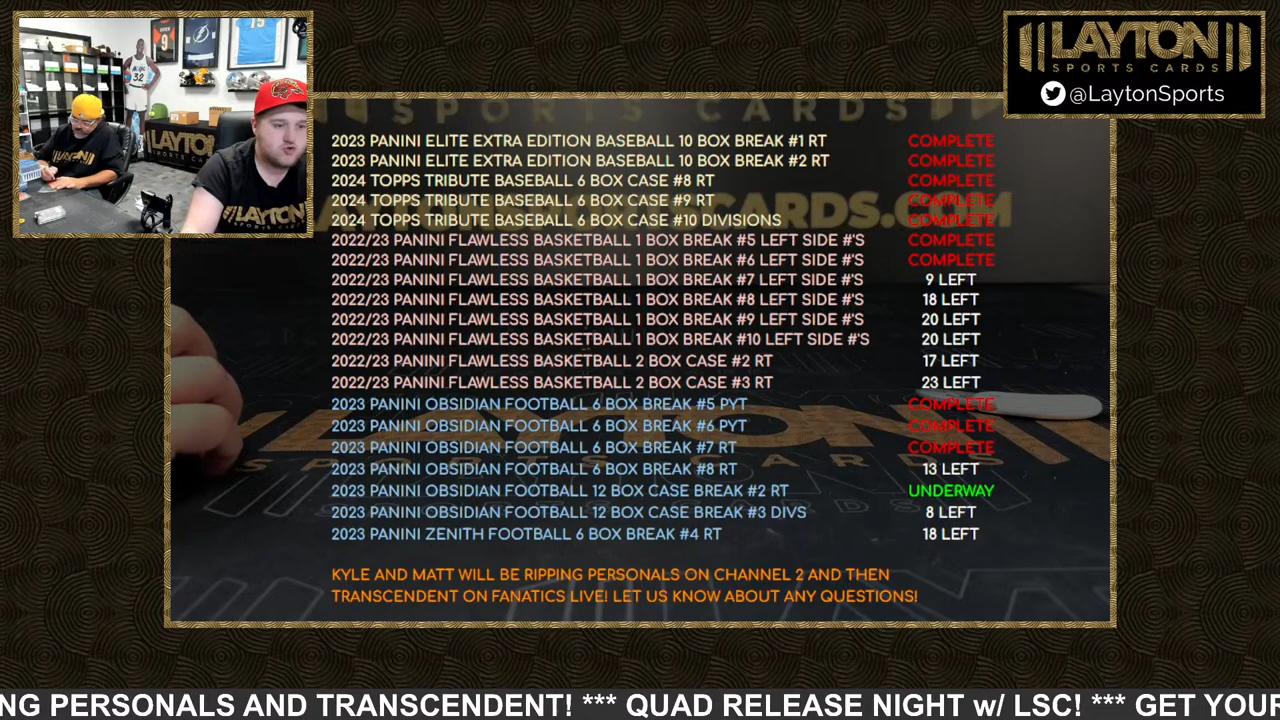 LAYTON
SPORTS CARDS
@LaytonSports
SPORTS CARDS
2023 PANINI ELITE EXTRA EDITION BASEBALL 10 BOX BREAK #1 RT COMPLETE
2023 PANINI ELITE EXTRA EDITION BASEBALL 10 BOX BREAK #2 RT COMPLETE
2024 TOPPS TRIBUTE BASEBALL 6 BOX CASE #8 RT COMPLETE
2024 TOPPS TRIBUTE BASEBALL 6 BOX CASE #9 RT COMPLETE
2024 TOPPS TRIBUTE BASEBALL 6 BOX CASE #10 DIVISIONS COMPLETE
2022/23 PANINI FLAWLESS BASKETBALL 1 BOX BREAK #5 LEFT SIDE #'S COMPLETE
2022/23 PANINI FLAWLESS BASKETBALL 1 BOX BREAK #6 LEFT SIDE #'S COMPLETE
2022/23 PANINI FLAWLESS BASKETBALL 1 BOX BREAK #7 LEFT SIDE #'S 9 LEFT
2022/23 PANINI FLAWLESS BASKETBALL 1 BOX BREAK #8 LEFT SIDE #'S 18 LEFT
2022/23 PANINI FLAWLESS BASKETBALL 1 BOX BREAK #9 LEFT SIDE #'S 20 LEFT
2022/23 PANINI FLAWLESS BASKETBALL 1 BOX BREAK #10 LEFT SIDE #'S 20 LEFT
2022/23 PANINI FLAWLESS BASKETBALL 2 BOX CASE #2 RT 17 LEFT
2022/23 PANINI FLAWLESS BASKETBALL 2 BOX CASE #3 RT 23 LEFT
2023 PANINI OBSIDIAN FOOTBALL 6 BOX BREAK #5 PYT COMPLETE
2023 PANINI OBSIDIAN FOOTBALL 6 BOX BREAK #6 PYT COMPLETE
2023 PANINI OBSIDIAN FOOTBALL 6 BOX BREAK #7 RT COMPLETE
2023 PANINI OBSIDIAN FOOTBALL 6 BOX BREAK #8 RT 13 LEFT
2023 PANINI OBSIDIAN FOOTBALL 12 BOX CASE BREAK #2 RT UNDERWAY
2023 PANINI OBSIDIAN FOOTBALL 12 BOX CASE BREAK #3 DIVS 8 LEFT
2023 PANINI ZENITH FOOTBALL 6 BOX BREAK #4 RT 18 LEFT
KYLE AND MATT WILL BE RIPPING PERSONALS ON CHANNEL 2 AND THEN
TRANSCENDENT ON FANATICS LIVE! LET US KNOW ABOUT ANY QUESTIONS!
NG PERSONALS AND TRANSCENDENT! *** QUAD RELEASE NIGHT w/ LSC! *** GET YOUR